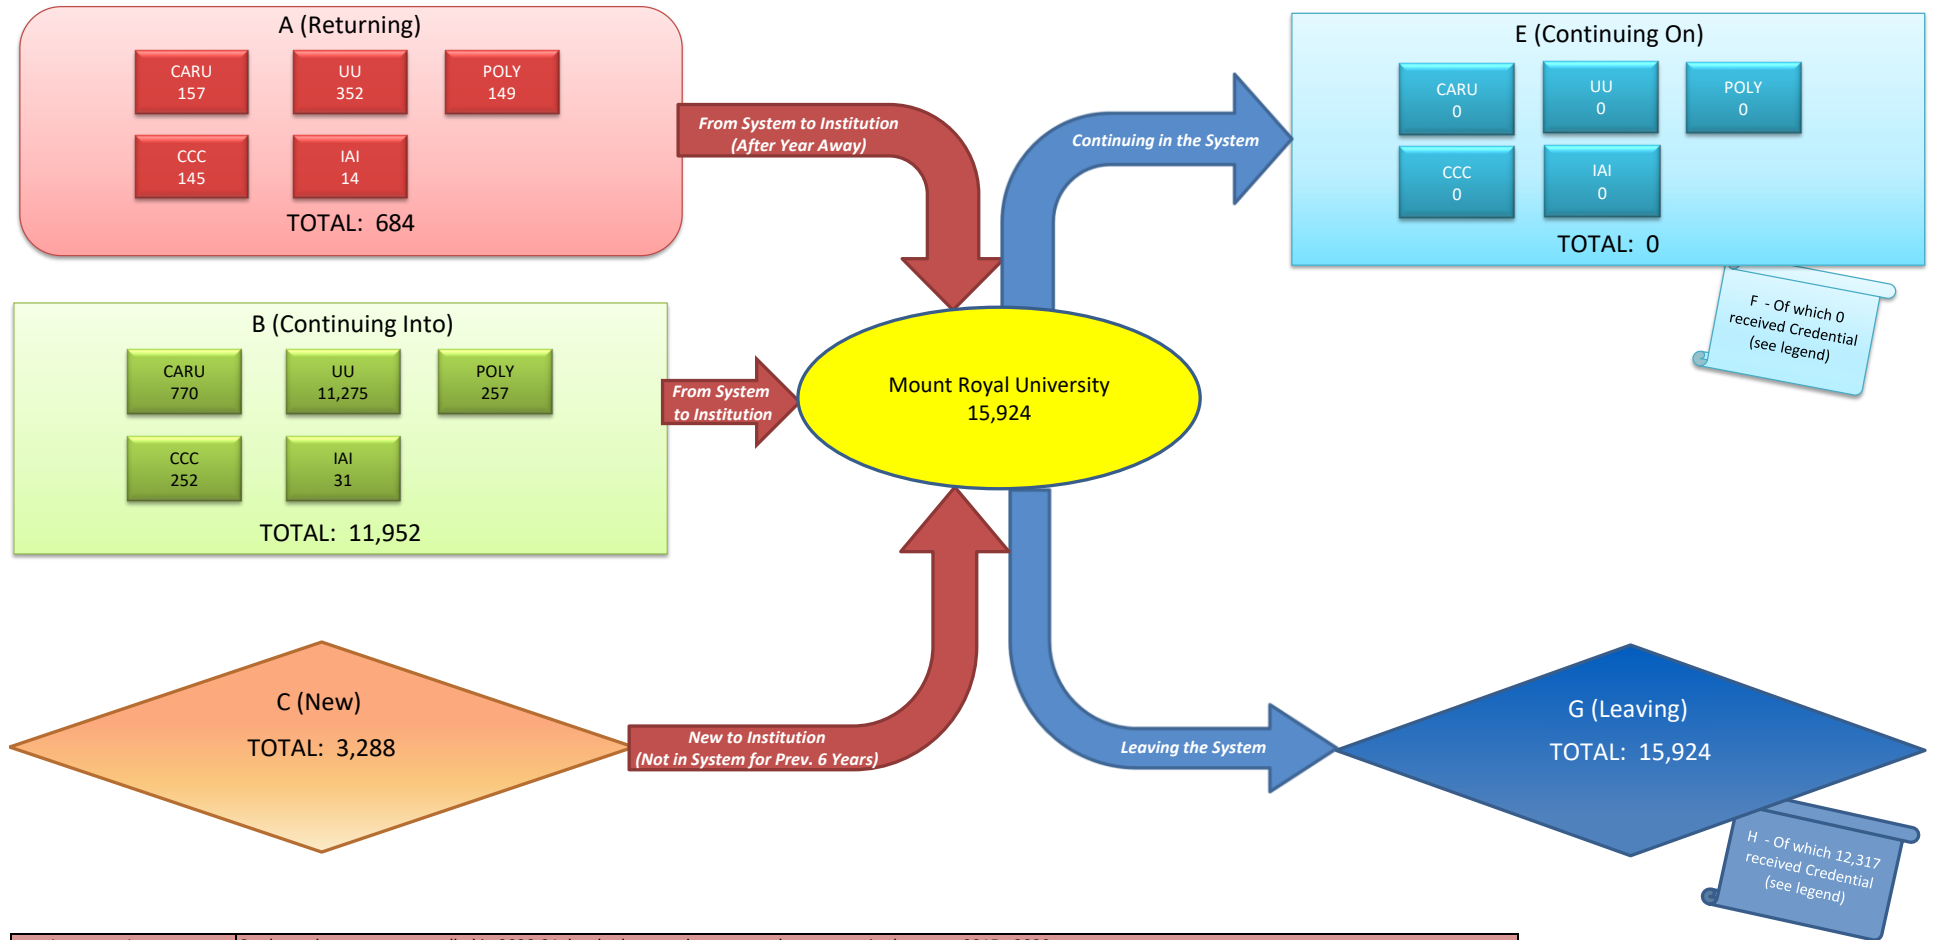 A (Returning)
CARU
157
UU
352
POLY
149
CCC
145
IAI
14
TOTAL: 684
From System to Institution
(After Year Away)
B (Continuing Into)
CARU
770
UU
11,275
POLY
257
CCC
252
IAI
31
TOTAL: 11,952
From System
to Institution
C (New)
TOTAL: 3,288
New to Institution
(Not in System for Prev. 6 Years)
Mount Royal University
15,924
Continuing in the System
E (Continuing On)
CARU
0
UU
0
POLY
0
CCC
0
IAI
0
TOTAL: 0
F - Of which 0
received Credential
(see legend)
Leaving the System
G (Leaving)
TOTAL: 15,924
H - Of which 12,317
received Credential
(see legend)